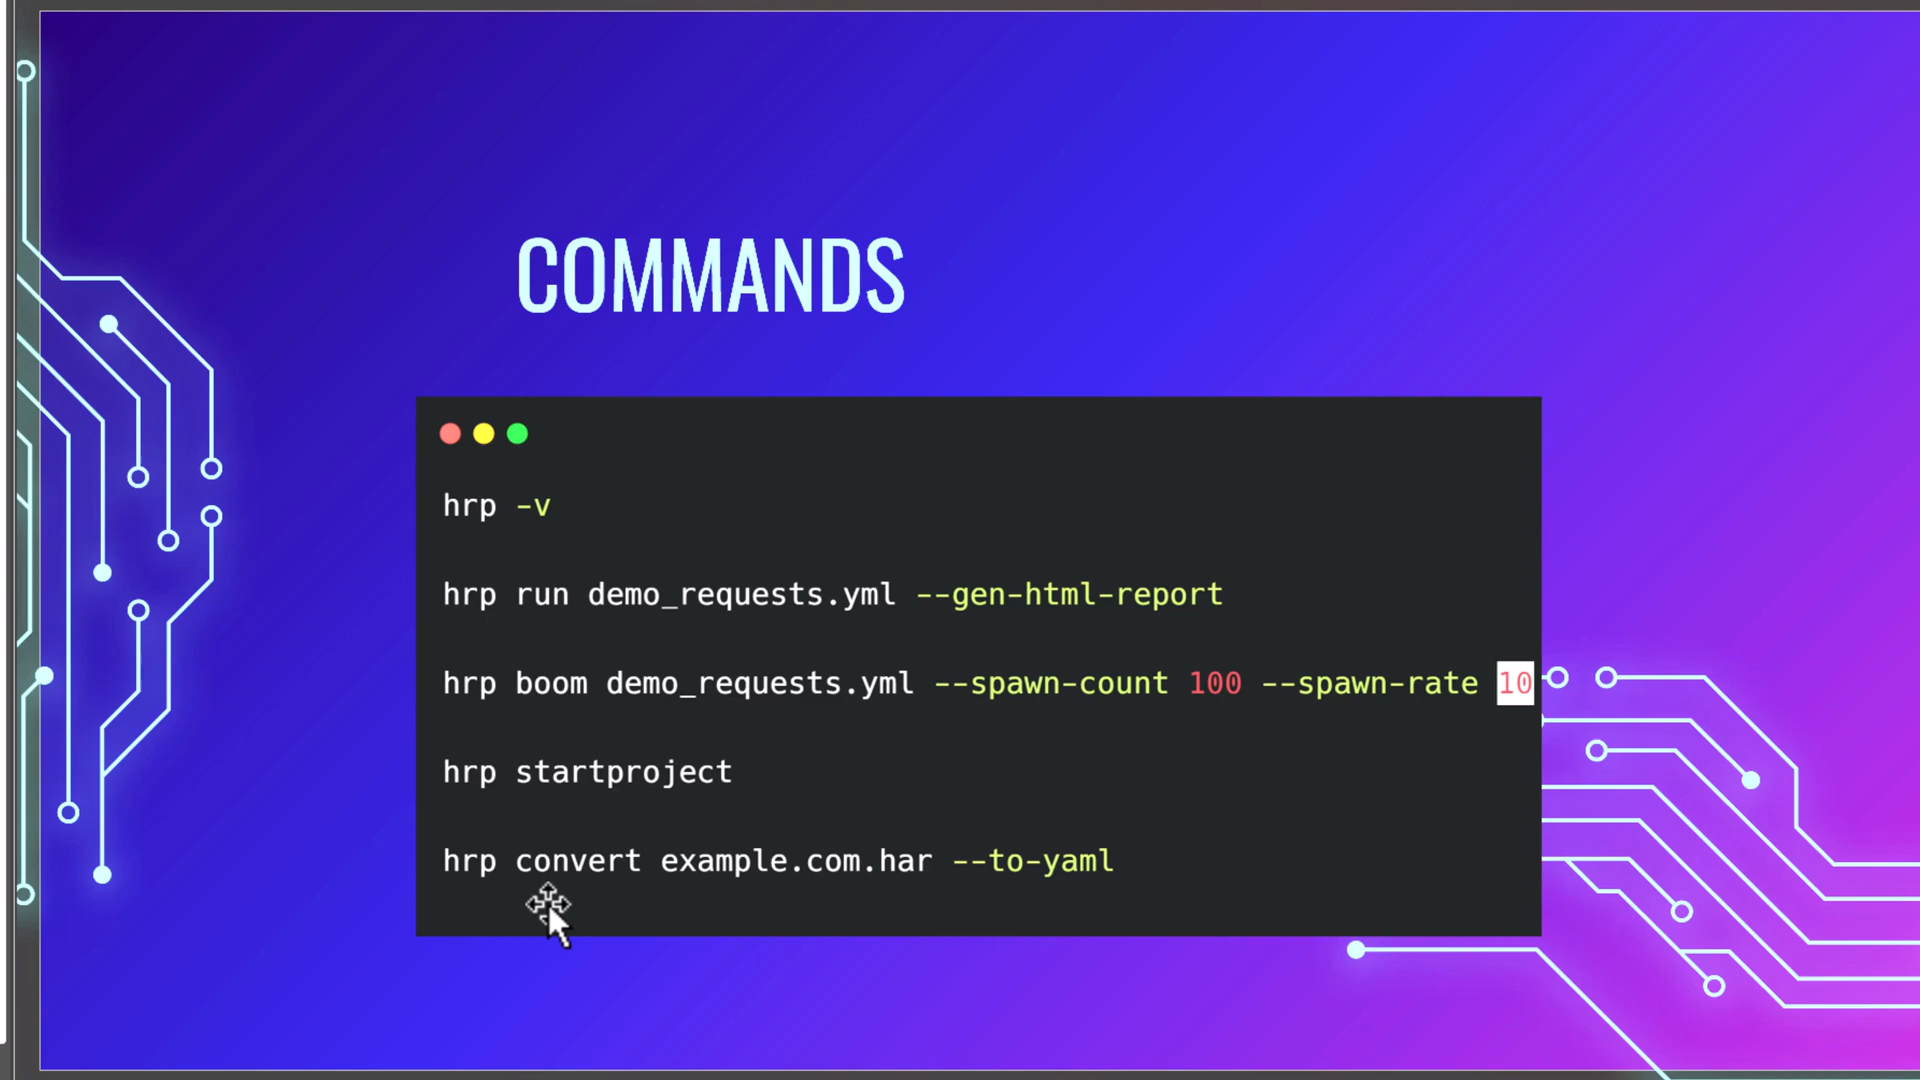 COMMANDS
hrp -v
hrp run demo_requests.yml --gen-html-report
hrp boom demo_requests.yml --spawn-count 100 --spawn-rate 10
hrp startproject
hrp convert example.com.har --to-yaml